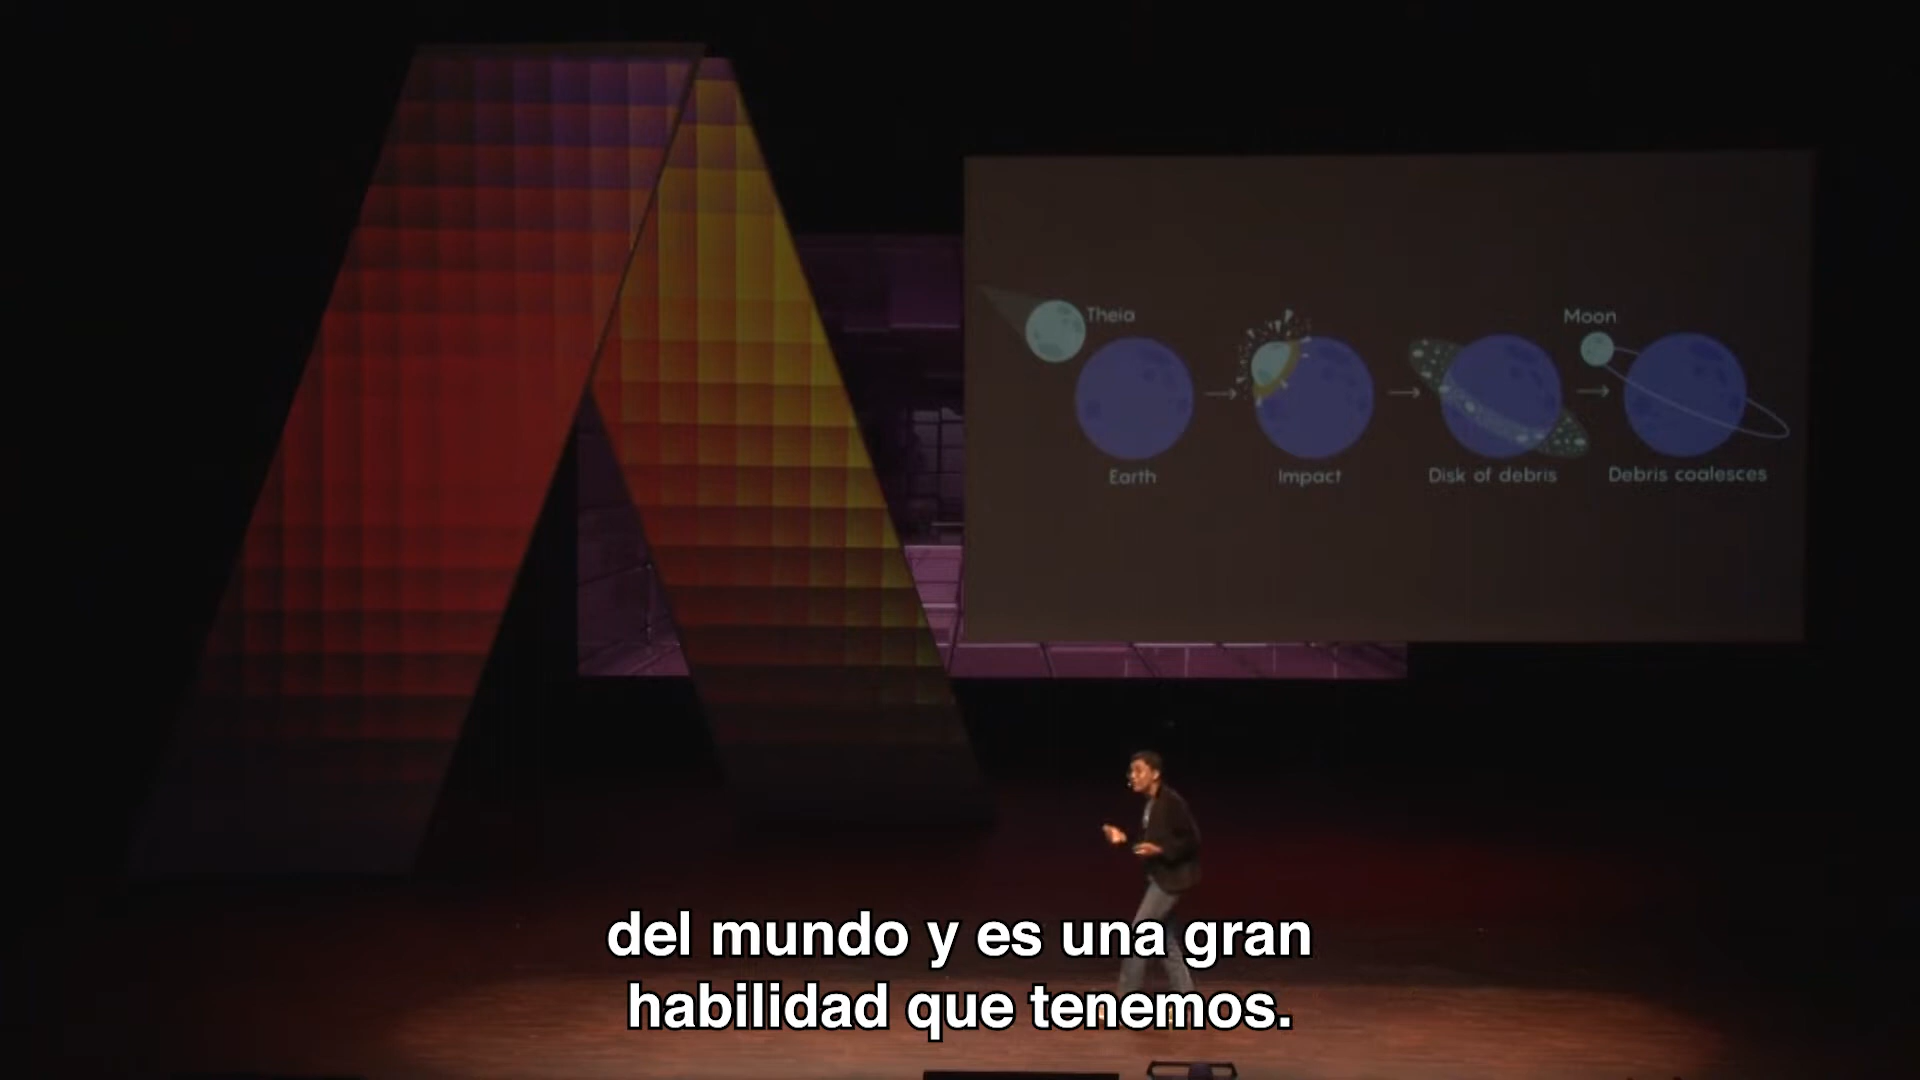 Theia
Moon
Earth
Impact
Disk of debris
Debris coalesces
del mundo y es una gran
habilidad que tenemos.